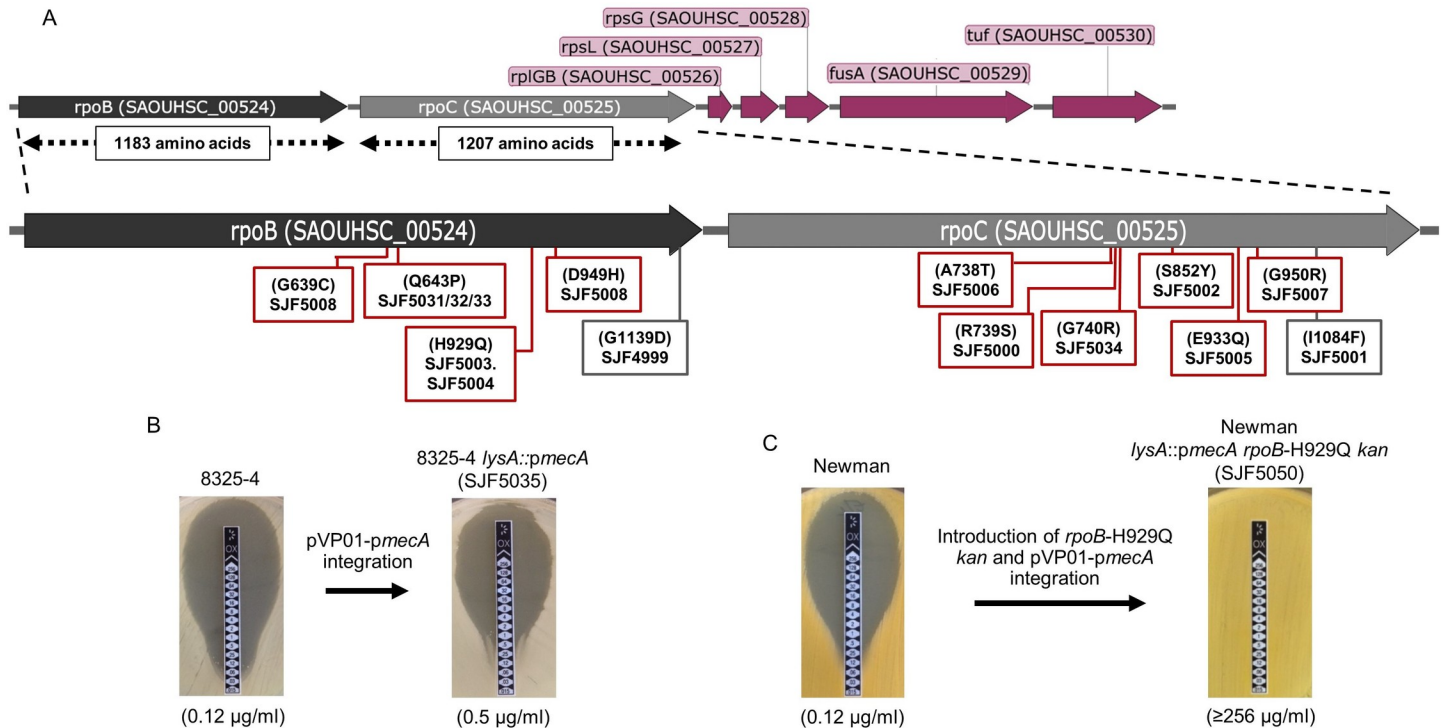 A
rpsG (SAOUHSC_00528)
tuf (SAOUHSC_00530)
rpsL (SAOUHSC_00527)
rplGB (SAOUHSC_00526)
fusA (SAOUHSC_00529)
rpoB (SAOUHSC_00524)
rpoC (SAOUHSC_00525)
1183 amino acids
1207 amino acids
rpoB (SAOUHSC_00524)
rpoC (SAOUHSC_00525)
(G639C)
SJF5008
(Q643P)
SJF5031/32/33
(D949H)
SJF5008
(H929Q)
SJF5003.
SJF5004
(G1139D)
SJF4999
(A738T)
SJF5006
(R739S)
SJF5000
(G740R)
SJF5034
(S852Y)
SJF5002
(E933Q)
SJF5005
(G950R)
SJF5007
(I1084F)
SJF5001
B
8325-4
8325-4 lysA::pmecA
(SJF5035)
pVP01-pmecA
integration
OX
OX
(0.12 µg/ml)
(0.5 µg/ml)
C
Newman
Newman
lysA::pmecA rpoB-H929Q kan
(SJF5050)
Introduction of rpoB-H929Q
kan and pVP01-pmecA
integration
OX
OX
(0.12 µg/ml)
(≥256 µg/ml)